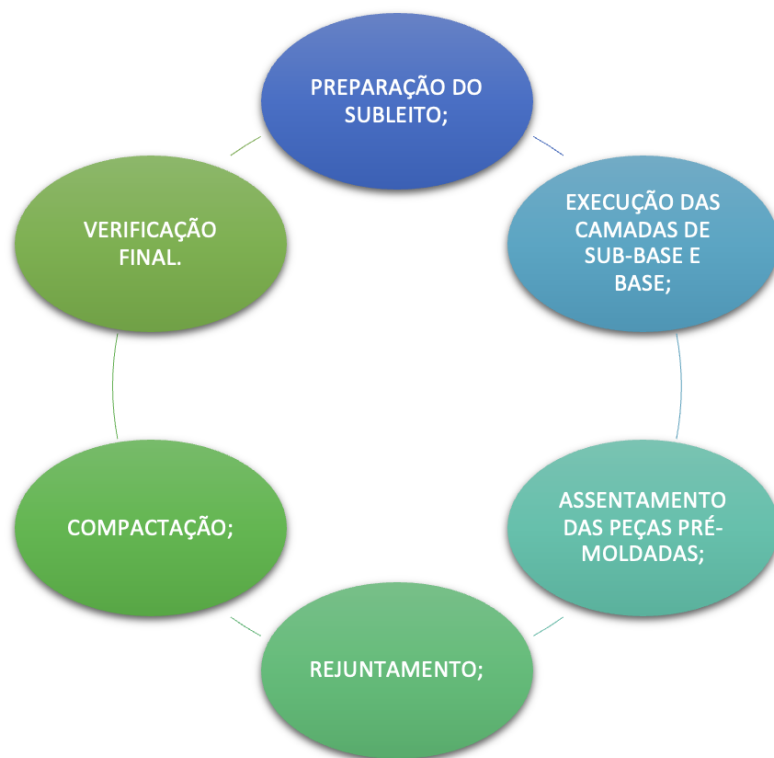 PREPARAÇÃO DO
SUBLEITO;
EXECUÇÃO DAS
CAMADAS DE
SUB-BASE E
BASE;
ASSENTAMENTO
DAS PEÇAS PRÉ-
MOLDADAS;
REJUNTAMENTO;
COMPACTAÇÃO;
VERIFICAÇÃO
FINAL.